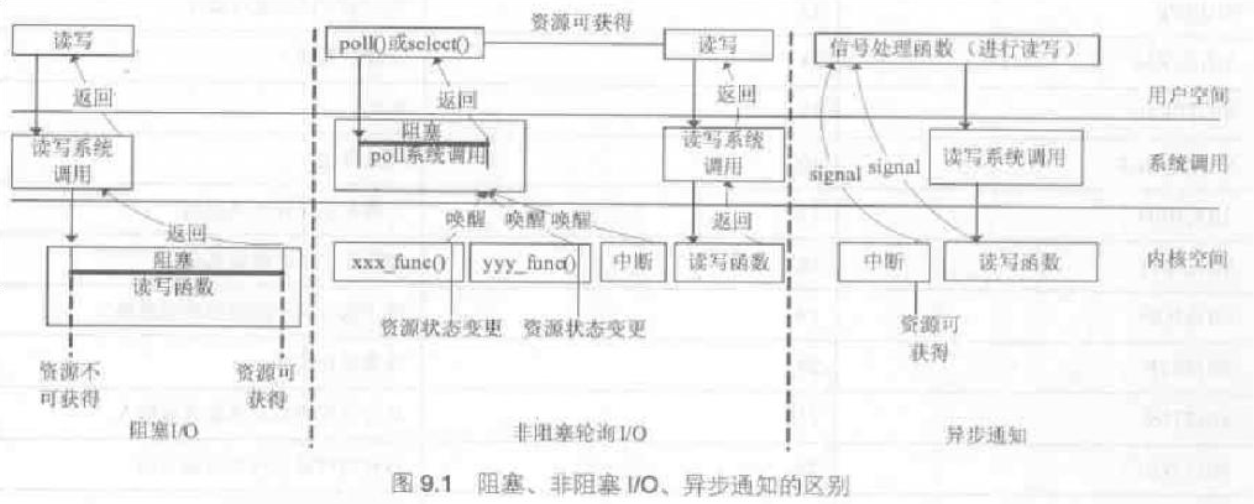 读写
返回
读写系统
调用
返回
阻塞
读写函数
资源不
可获得
资源可
获得
阻塞I/O
poll()或select()
资源可获得
读写
返回
返回
阻塞
poll系统调用
读写系统
调用
唤醒
唤醒
唤醒
返回
xxx_func()
yyy_func()
中断
读写函数
资源状态变更
资源状态变更
非阻塞轮询 I/O
信号处理函数（进行读写）
用户空间
signal
signal
读写系统调用
系统调用
中断
读写函数
内核空间
资源可
获得
异步通知
图 9.1 阻塞、非阻塞 I/O、异步通知的区别